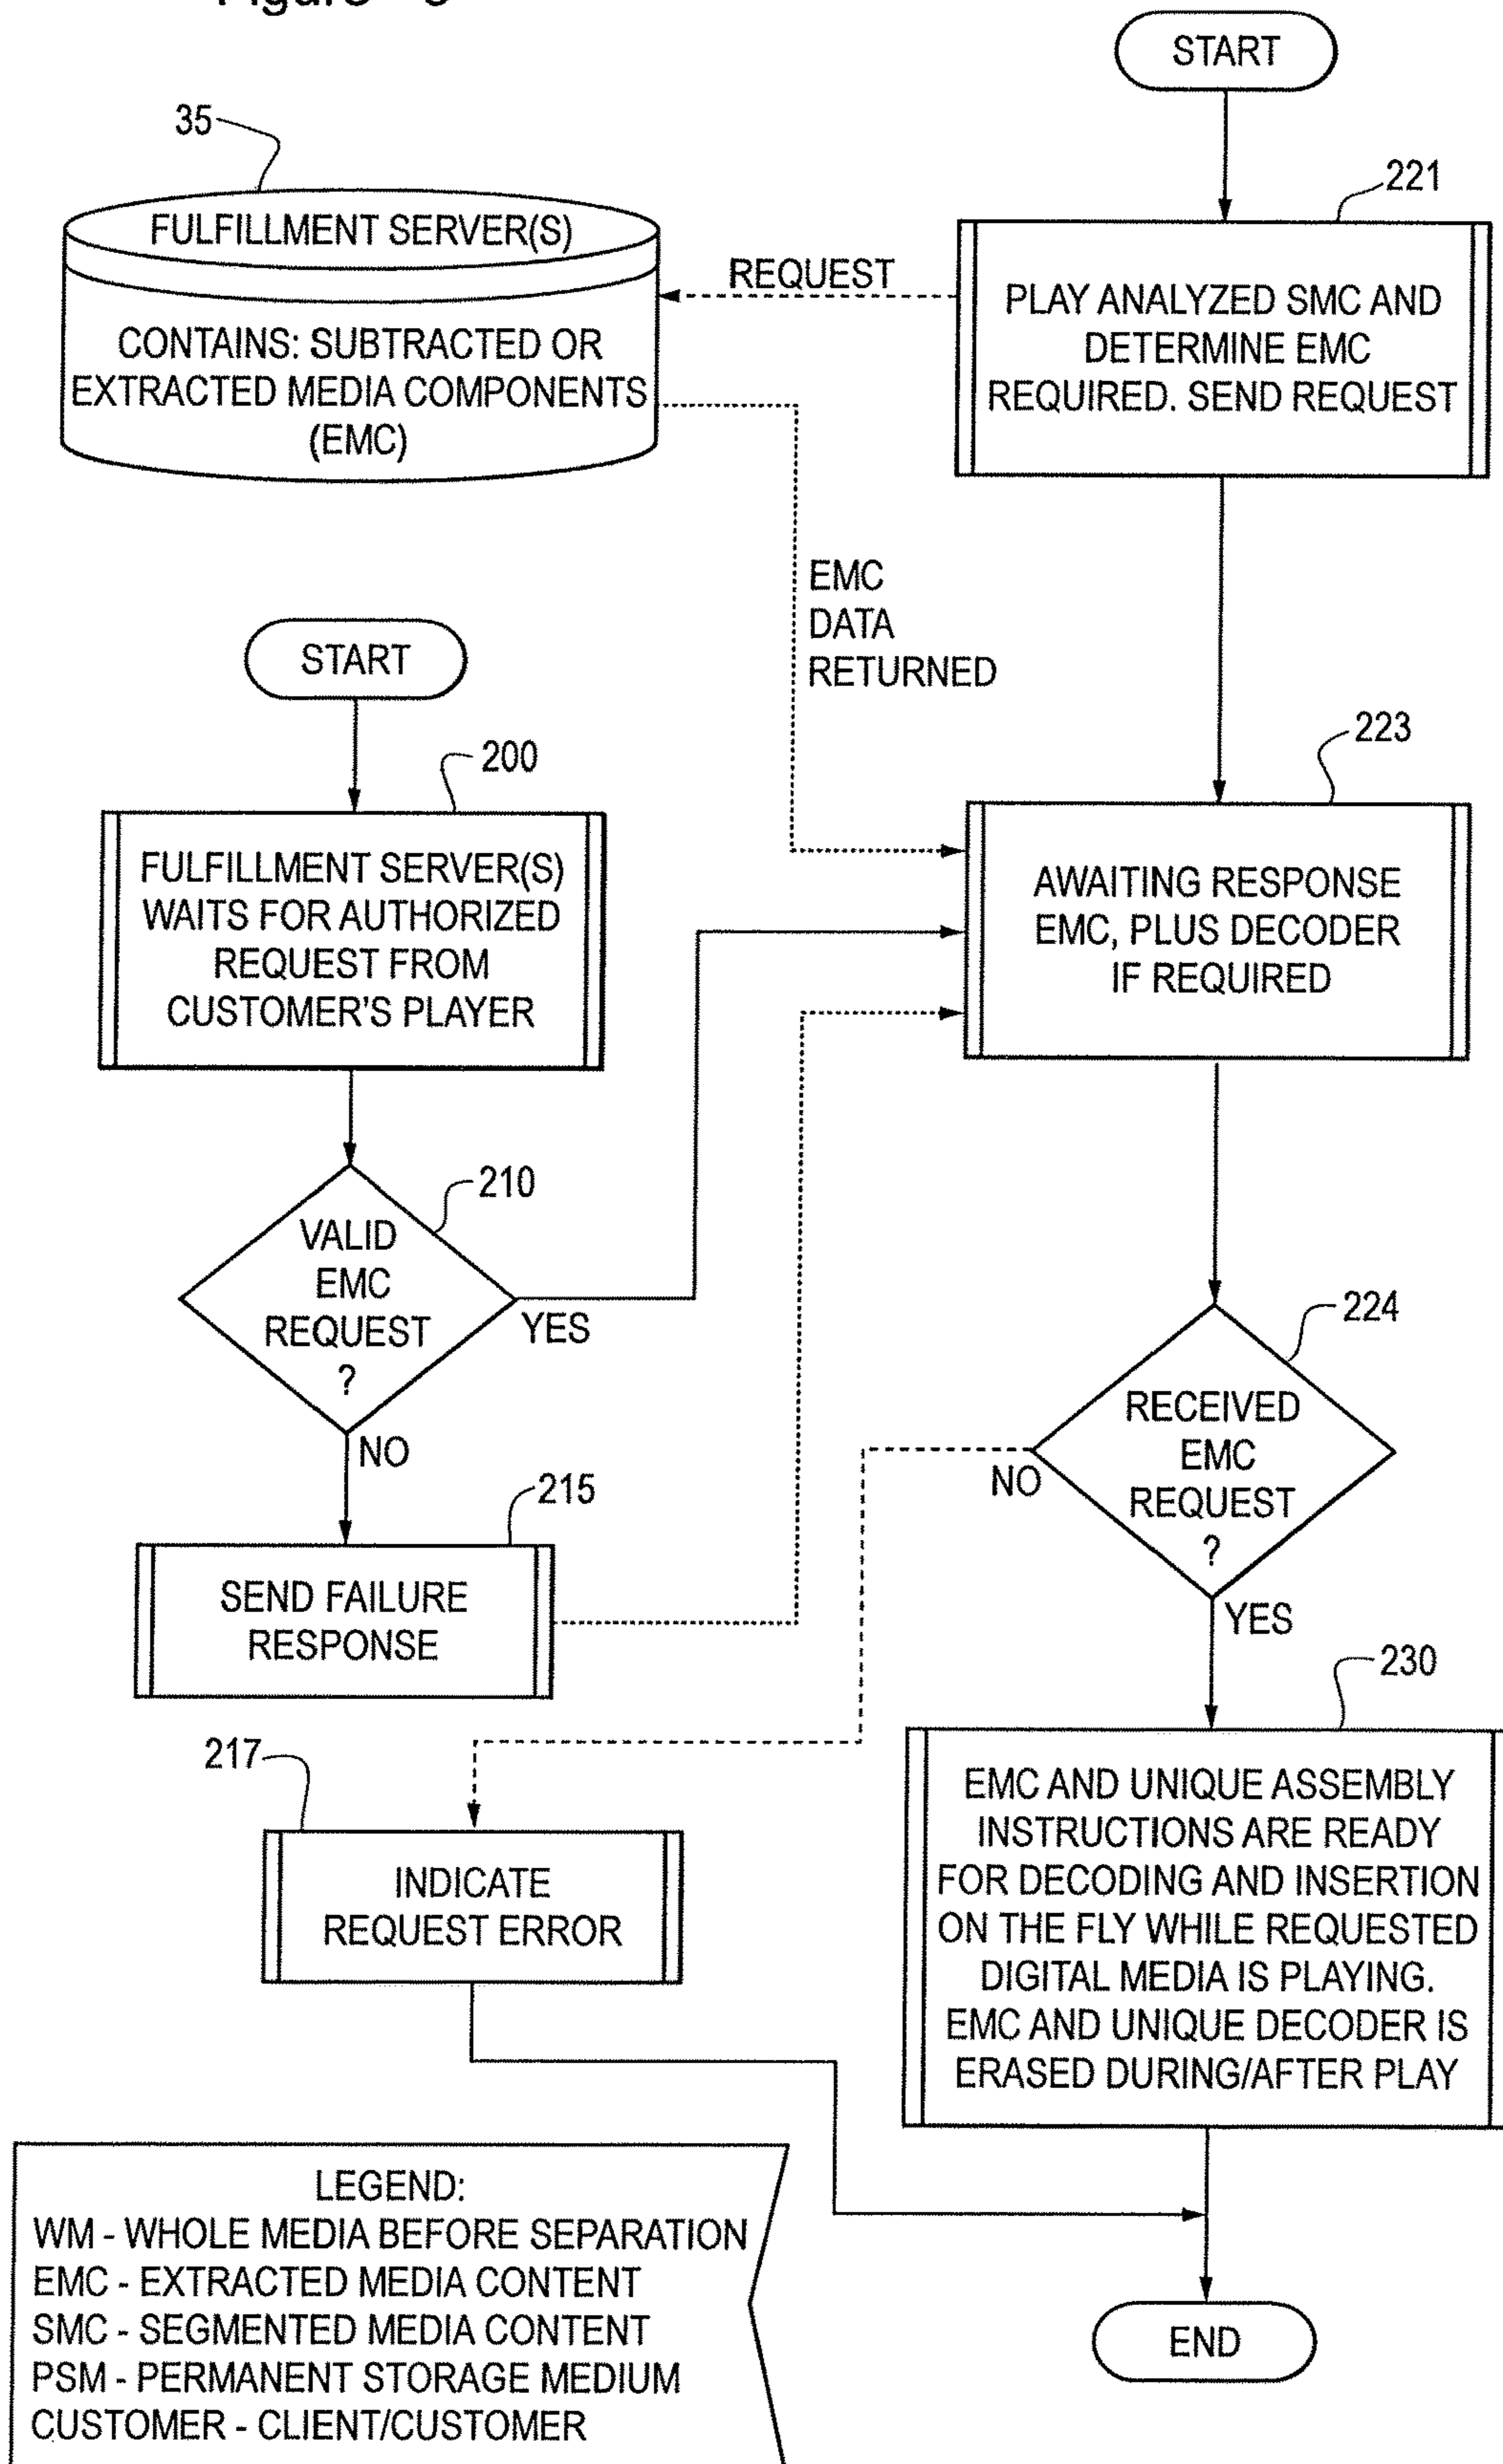 START
35
221
FULFILLMENT SERVER(S)
REQUEST
PLAY ANALYZED SMC AND
DETERMINE EMC
REQUIRED. SEND REQUEST
CONTAINS: SUBTRACTED OR
EXTRACTED MEDIA COMPONENTS
(EMC)
EMC
DATA
RETURNED
START
200
223
FULFILLMENT SERVER(S)
WAITS FOR AUTHORIZED
REQUEST FROM
CUSTOMER'S PLAYER
AWAITING RESPONSE
EMC, PLUS DECODER
IF REQUIRED
210
VALID
EMC
REQUEST
?
YES
NO
224
RECEIVED
EMC
REQUEST
?
NO
YES
215
SEND FAILURE
RESPONSE
230
EMC AND UNIQUE ASSEMBLY
INSTRUCTIONS ARE READY
FOR DECODING AND INSERTION
ON THE FLY WHILE REQUESTED
DIGITAL MEDIA IS PLAYING.
EMC AND UNIQUE DECODER IS
ERASED DURING/AFTER PLAY
217
INDICATE
REQUEST ERROR
LEGEND:
WM - WHOLE MEDIA BEFORE SEPARATION
EMC - EXTRACTED MEDIA CONTENT
SMC - SEGMENTED MEDIA CONTENT
PSM - PERMANENT STORAGE MEDIUM
CUSTOMER - CLIENT/CUSTOMER
END